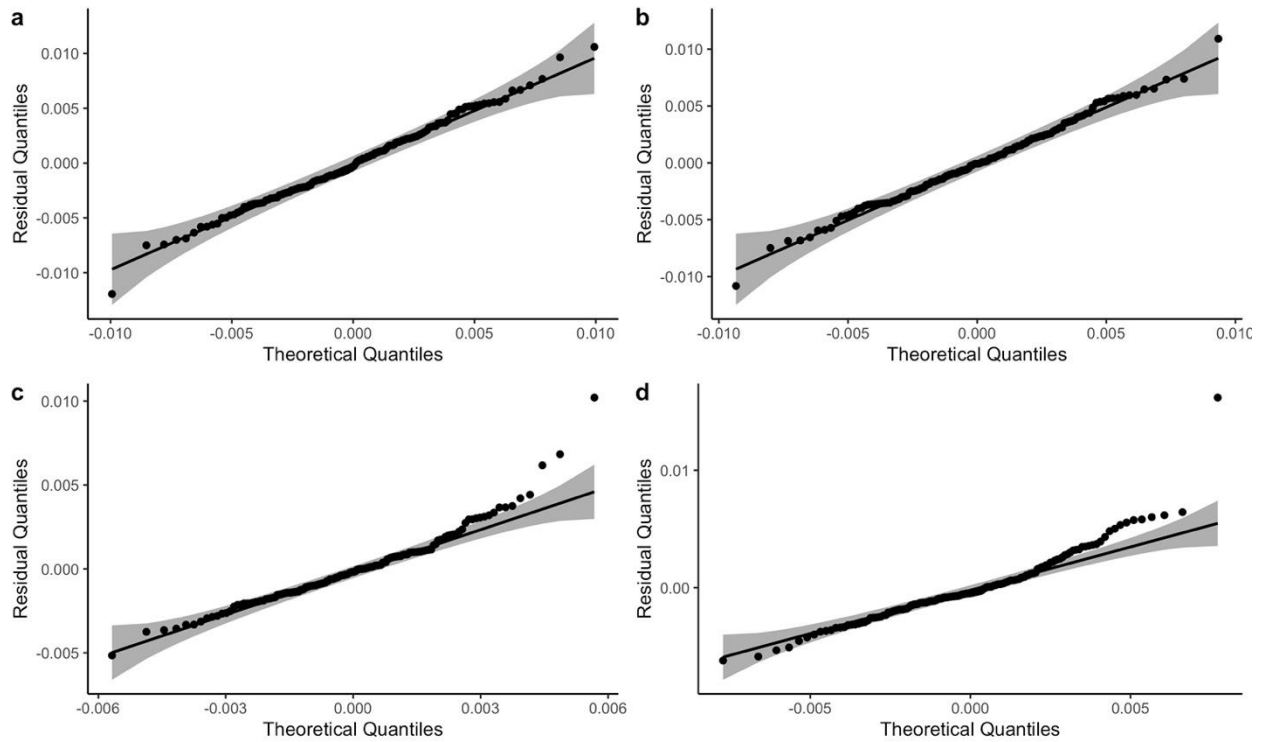 a
0.010
0.005
0.000
-0.005
-0.010
Residual Quantiles
-0.010 -0.005 0.000 0.005 0.010
Theoretical Quantiles
b
0.010
0.005
0.000
-0.005
-0.010
Residual Quantiles
-0.010 -0.005 0.000 0.005 0.010
Theoretical Quantiles
c
0.010
0.005
0.000
-0.005
Residual Quantiles
-0.006 -0.003 0.000 0.003 0.006
Theoretical Quantiles
d
0.01
0.00
Residual Quantiles
-0.005 0.000 0.005
Theoretical Quantiles